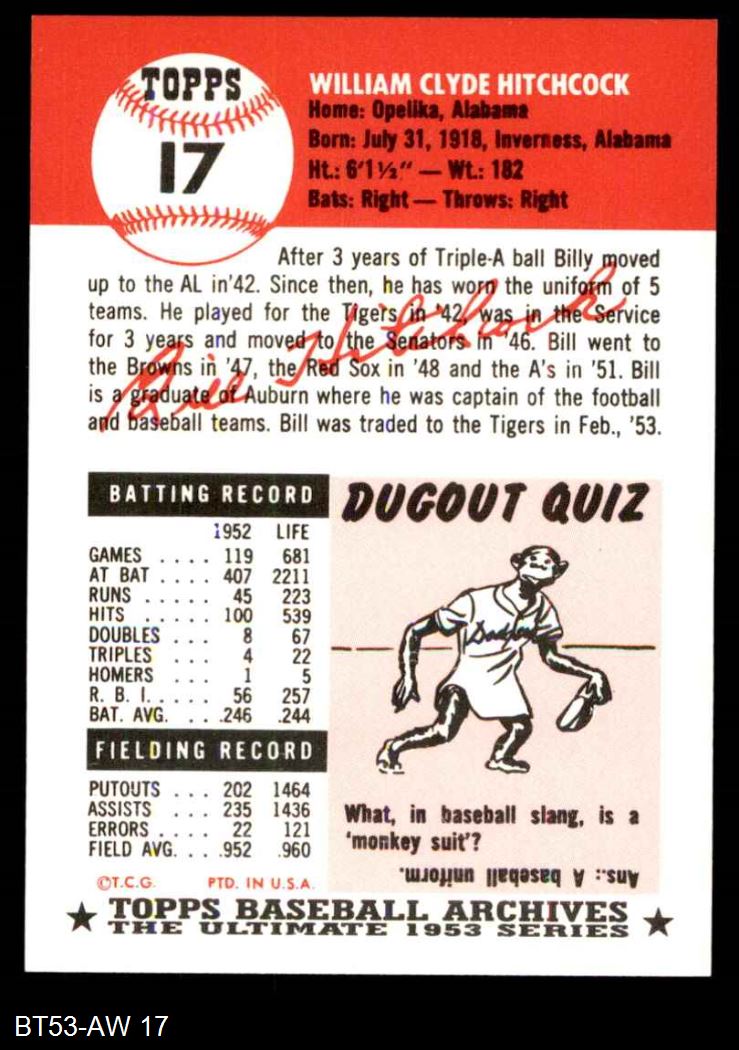 TOPPS
17
WILLIAM CLYDE HITCHCOCK
Home: Opelika, Alabama
Born: July 31, 1918, Inverness, Alabama
Ht.: 6'1½" — Wt.: 182
Bats: Right — Throws: Right
After 3 years of Triple-A ball Billy moved
up to the AL in'42. Since then, he has worn the uniform of 5
teams. He played for the Tigers in '42, was in the Service
for 3 years and moved to the Senators in '46. Bill went to
the Browns in '47, the Red Sox in '48 and the A's in '51. Bill
is a graduate of Auburn where he was captain of the football
and baseball teams. Bill was traded to the Tigers in Feb., '53.
Bill Hitchcock
BATTING RECORD
1952 LIFE
GAMES . . . . 119 681
AT BAT . . . . 407 2211
RUNS . . . . . 45 223
HITS . . . . . 100 539
DOUBLES . . . 8 67
TRIPLES . . . 4 22
HOMERS . . . 1 5
R. B. I. . . . . 56 257
BAT. AVG. . . . .246 .244
FIELDING RECORD
PUTOUTS . . . 202 1464
ASSISTS . . . 235 1436
ERRORS . . . . 22 121
FIELD AVG. . . .952 .960
©T.C.G. PTD. IN U.S.A.
DUGOUT QUIZ
What, in baseball slang, is a
'monkey suit'?
Ans.: A baseball uniform.
TOPPS BASEBALL ARCHIVES
THE ULTIMATE 1953 SERIES
BT53-AW 17